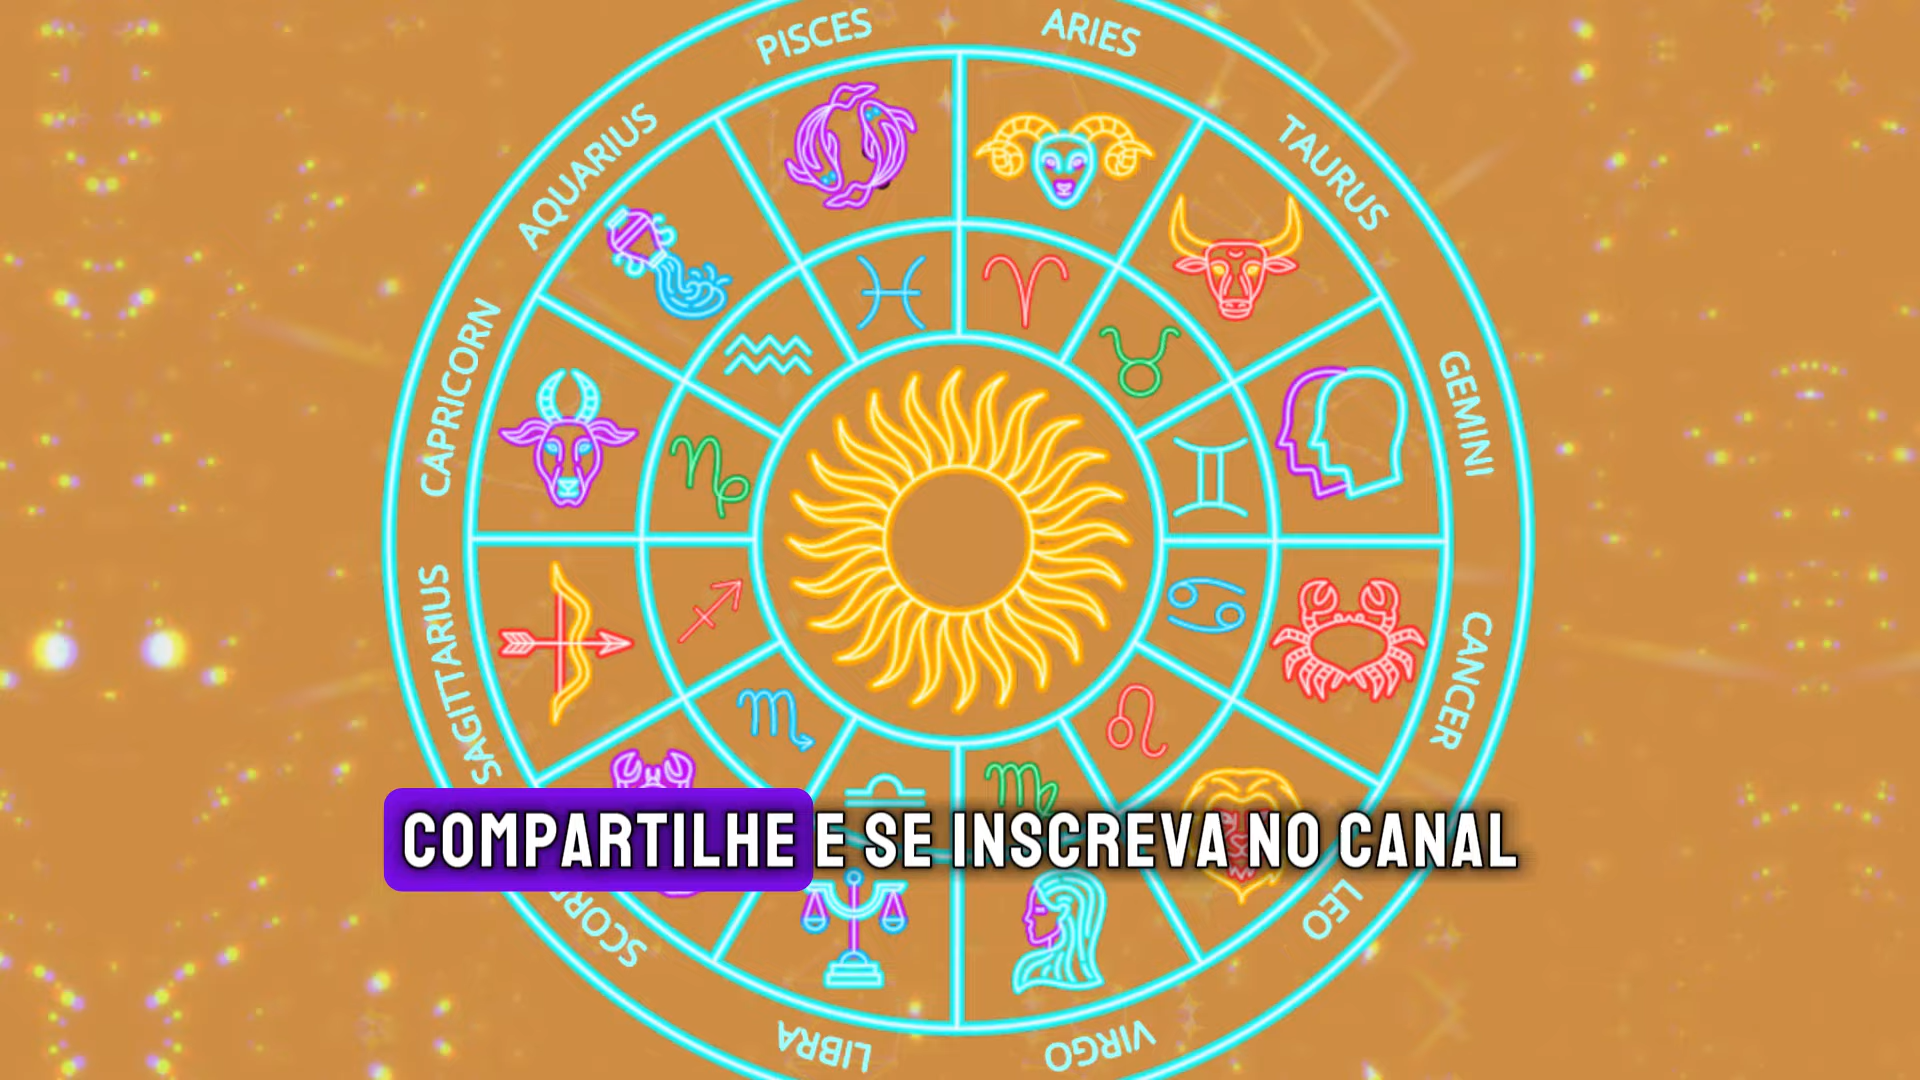 PISCES
ARIES
AQUARIUS
TAURUS
CAPRICORN
GEMINI
SAGITTARIUS
CANCER
COMPARTILHE E SE INSCREVA NO CANAL
LEO
LIBRA
VIRGO